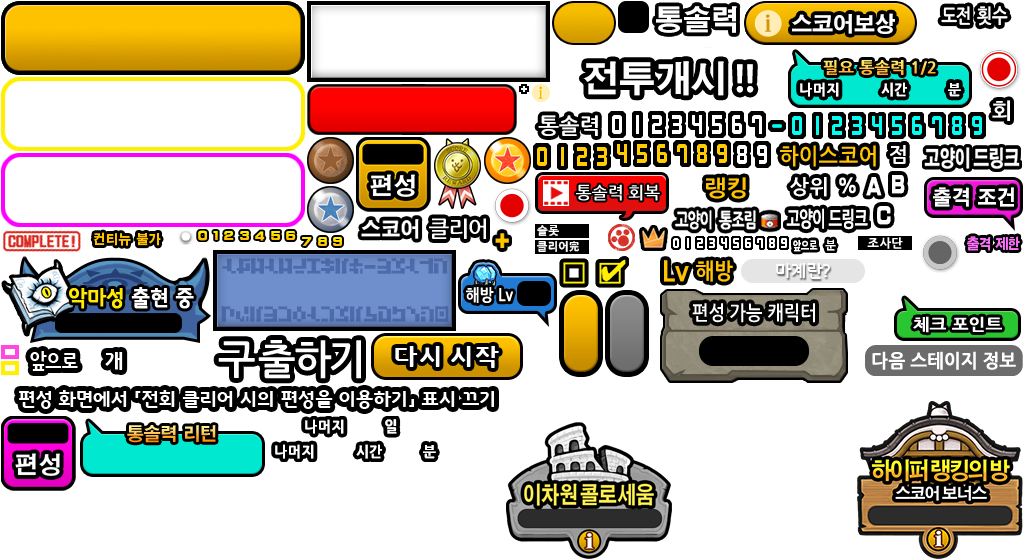 통솔력
스코어보상
도전 횟수
전투개시 !!
필요 통솔력 1/2
나머지 시간 분
회
통솔력 01234567-0123456789
012345678989
하이스코어 점
고양이 드링크
편성
통솔력 회복
랭킹
상위 % A B
출격 조건
스코어 클리어
고양이 통조림
고양이 드링크 C
COMPLETE!
컨티뉴 불가
0123456789
슬롯
클리어完
0123456789
앞으로 분
조사단
출격 제한
악마성 출현 중
해방 Lv
Lv 해방
마계란?
편성 가능 캐릭터
체크 포인트
앞으로 개
구출하기
다시 시작
다음 스테이지 정보
편성 화면에서 「전회 클리어 시의 편성을 이용하기」 표시 끄기
편성
통솔력 리턴
나머지 일
나머지 시간 분
이차원 콜로세움
하이퍼 랭킹의 방
스코어 보너스